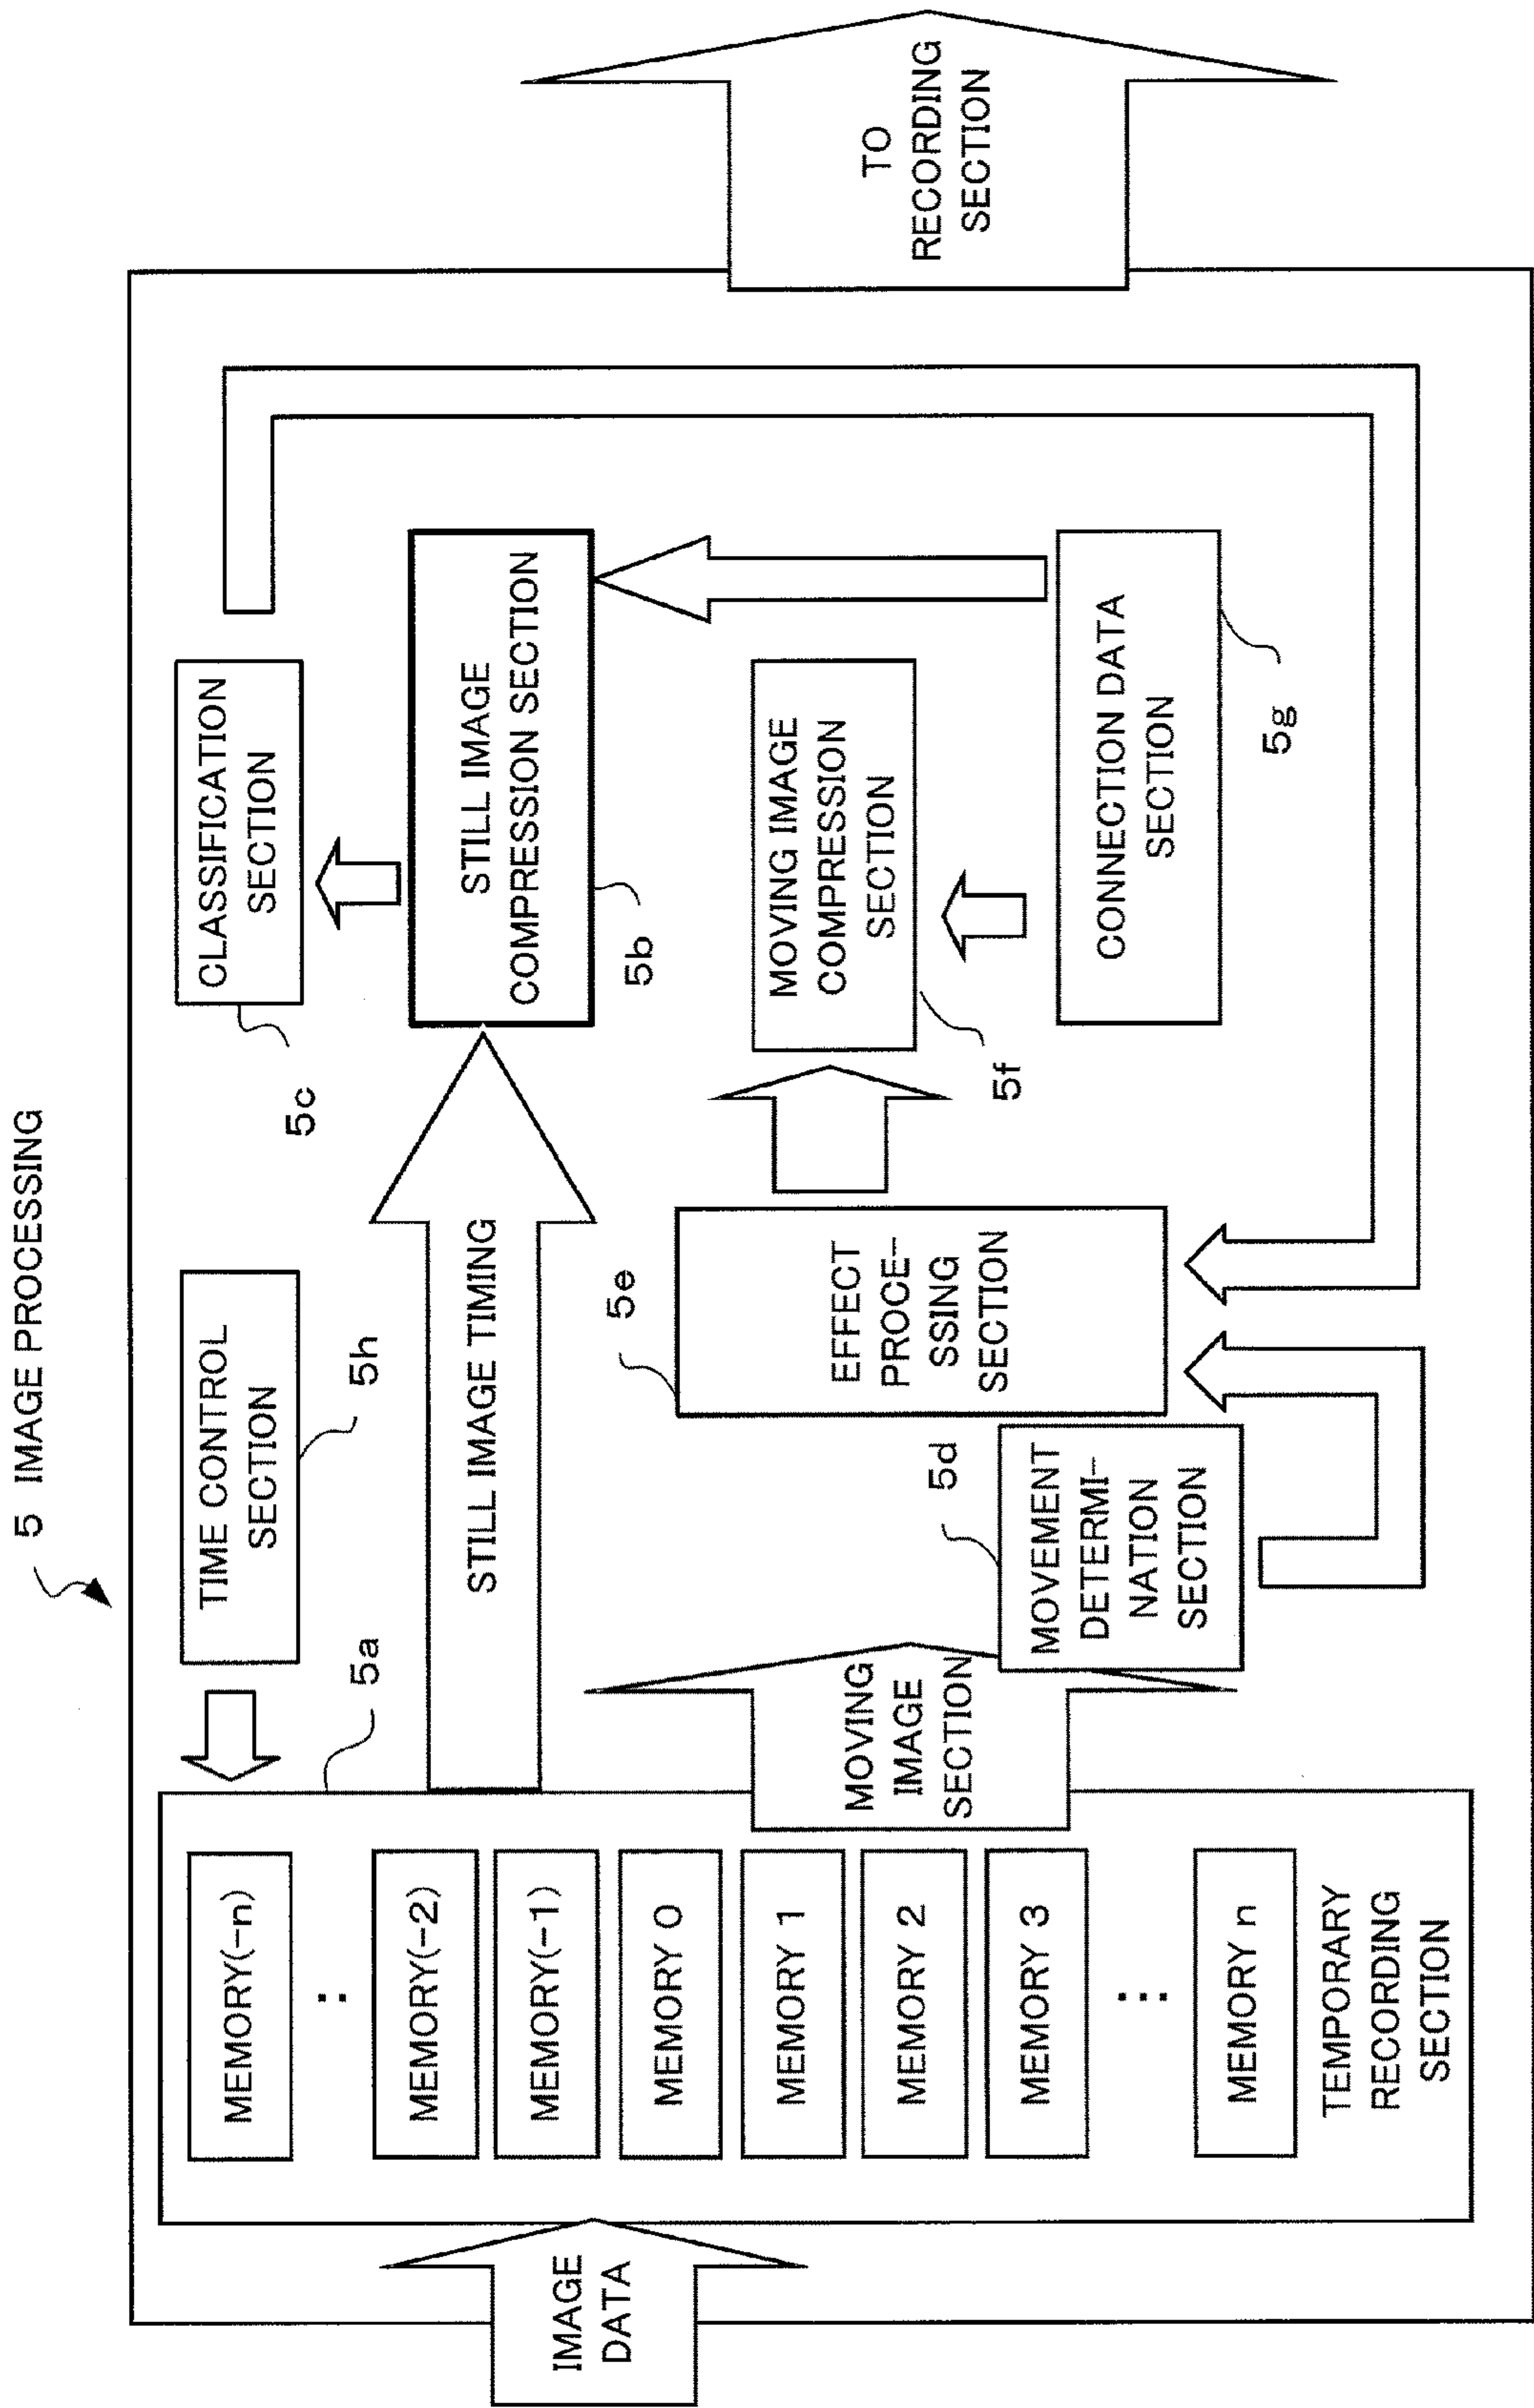 5 IMAGE PROCESSING
IMAGE
DATA
MEMORY(-n)
:
MEMORY(-2)
MEMORY(-1)
MEMORY 0
MEMORY 1
MEMORY 2
MEMORY 3
⋮
MEMORY n
TEMPORARY
RECORDING
SECTION
5a
TIME CONTROL
SECTION
5h
STILL IMAGE TIMING
MOVING
IMAGE
SECTION
MOVEMENT
DETERMI-
NATION
SECTION
5d
EFFECT
PROCE-
SSING
SECTION
5e
CLASSIFICATION
SECTION
5c
STILL IMAGE
COMPRESSION SECTION
5b
MOVING IMAGE
COMPRESSION
SECTION
5f
CONNECTION DATA
SECTION
5g
TO
RECORDING
SECTION